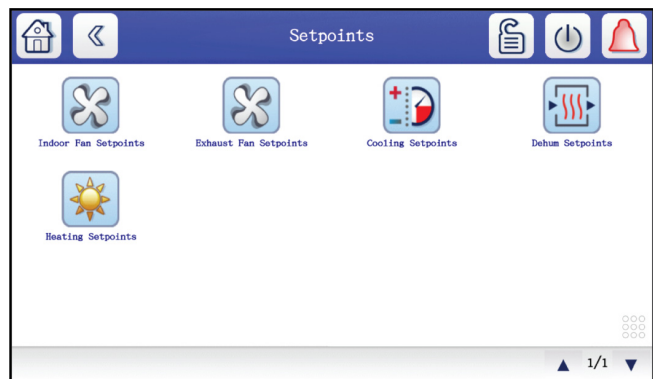 Setpoints
Indoor Fan Setpoints
Exhaust Fan Setpoints
Cooling Setpoints
Dehum Setpoints
Heating Setpoints
1/1